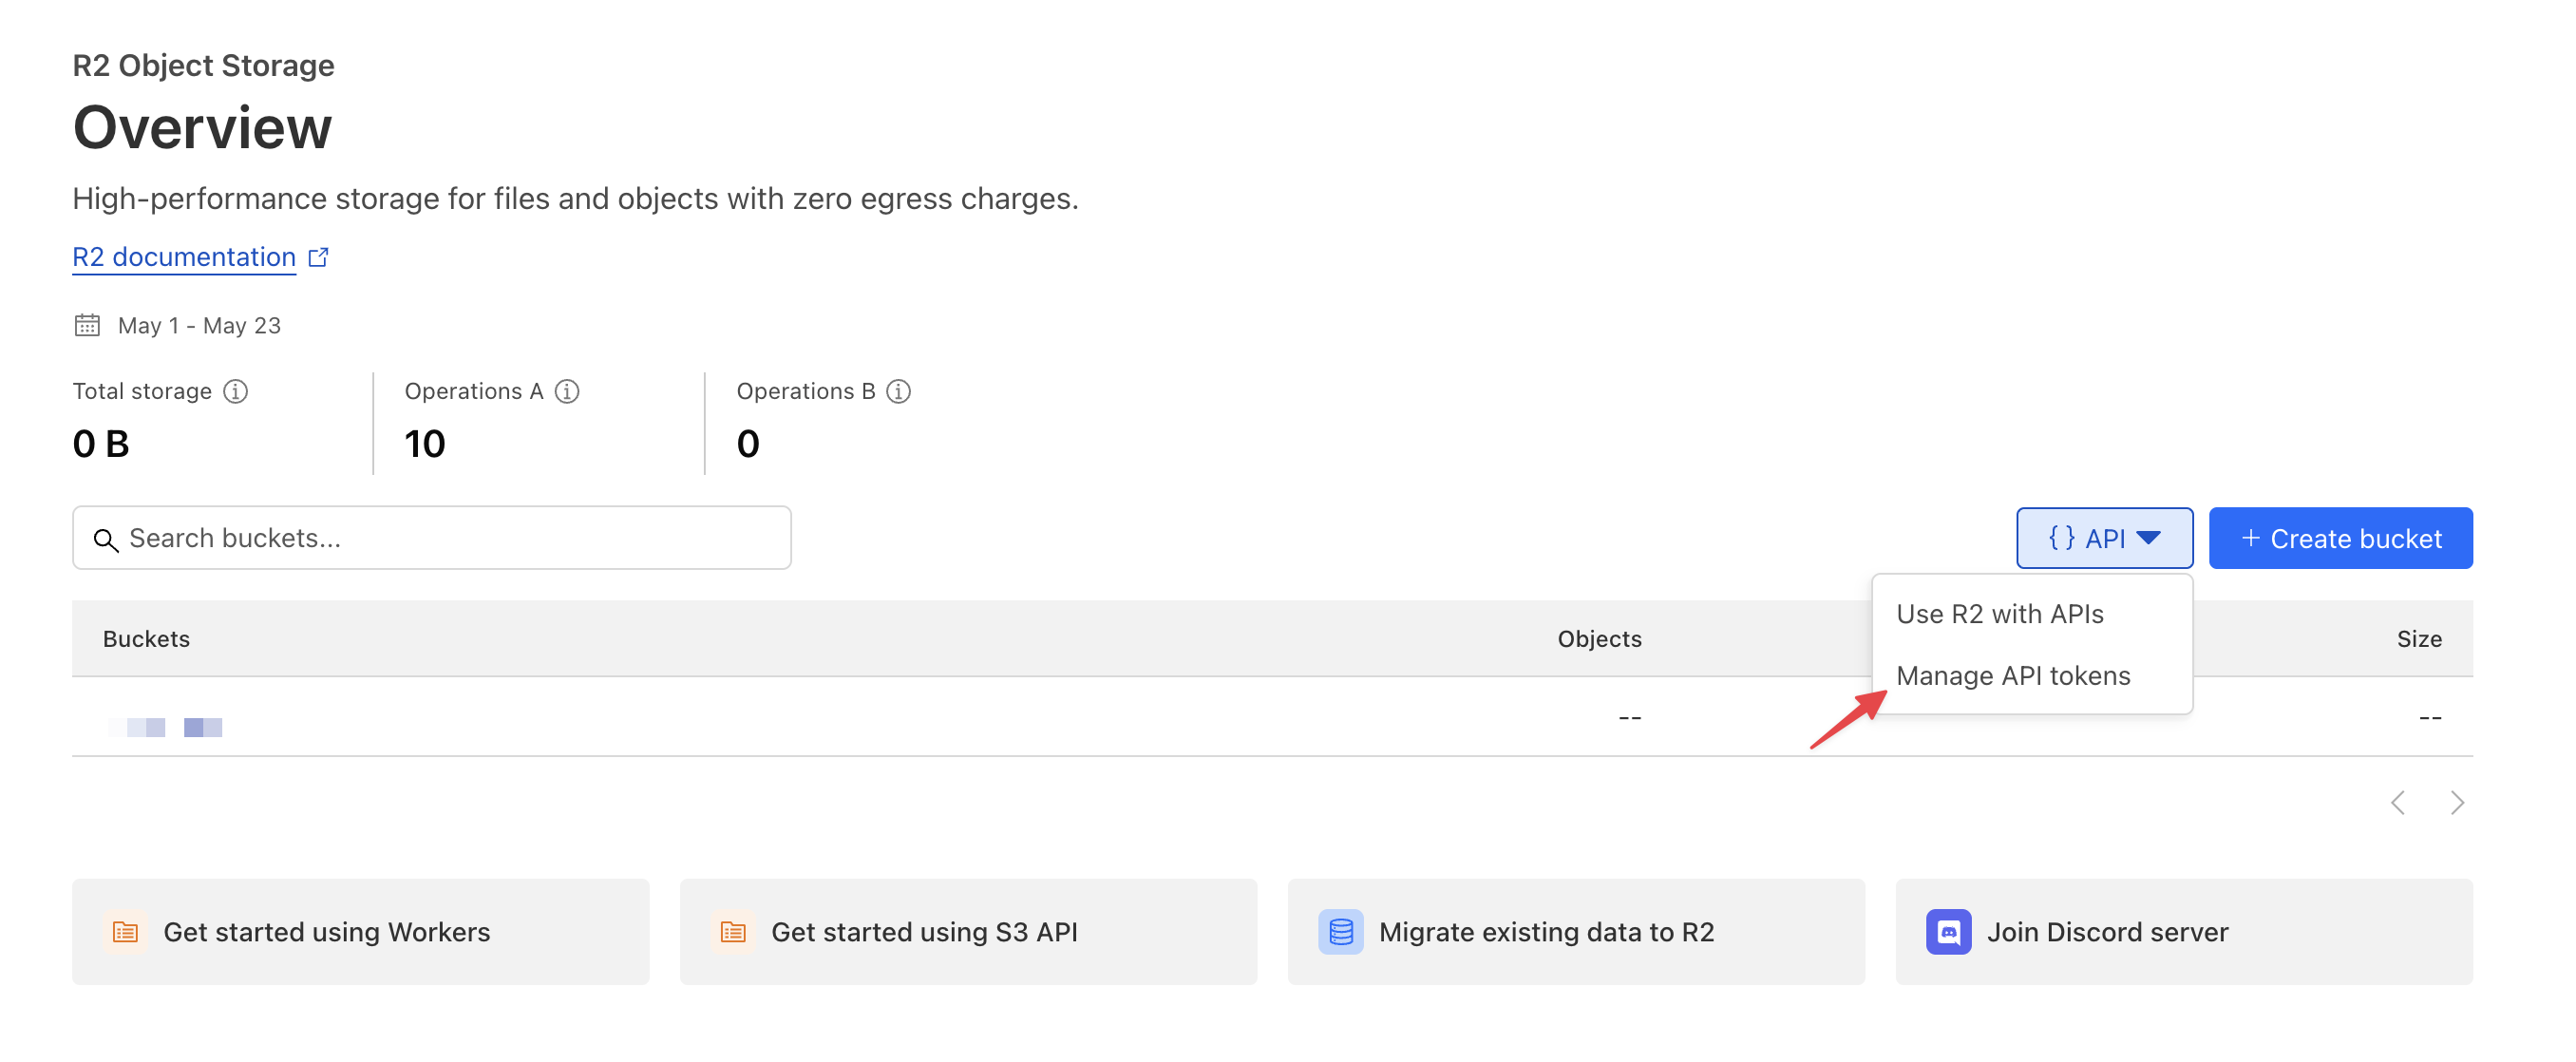 R2 Object Storage
Overview
High-performance storage for files and objects with zero egress charges.
R2 documentation
May 1 - May 23
Total storage Operations A Operations B
0 B 10 0
Search buckets... {} API + Create bucket
Use R2 with APIs
Buckets Objects Size
Manage API tokens
-- --
Get started using Workers Get started using S3 API Migrate existing data to R2 Join Discord server